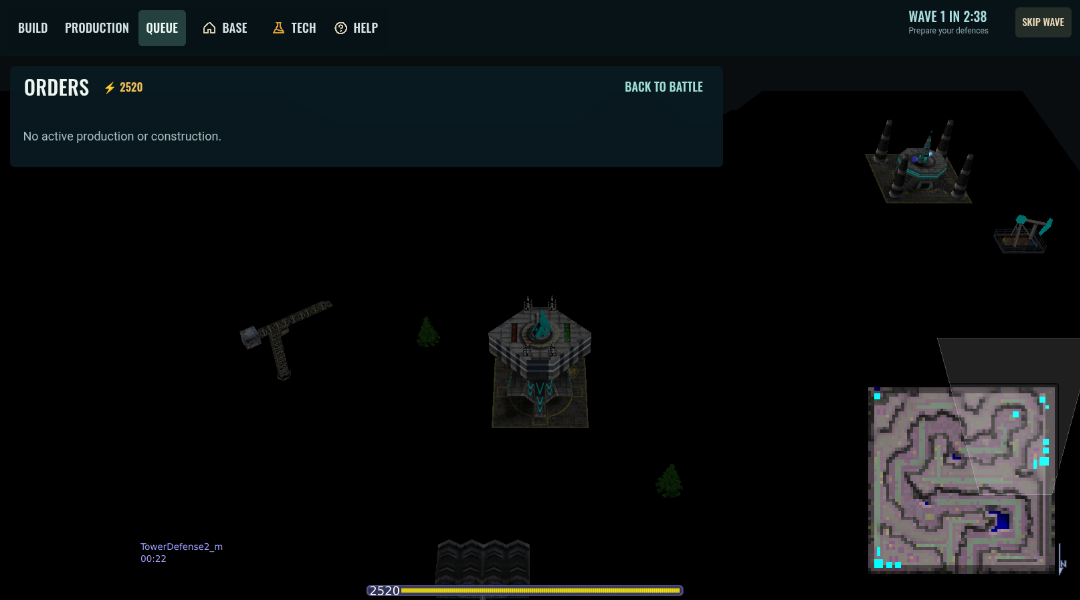 BUILD
PRODUCTION
QUEUE
BASE
TECH
HELP
WAVE 1 IN 2:38
Prepare your defences
SKIP WAVE
ORDERS
2520
BACK TO BATTLE
No active production or construction.
TowerDefense2_m
00:22
2520
N